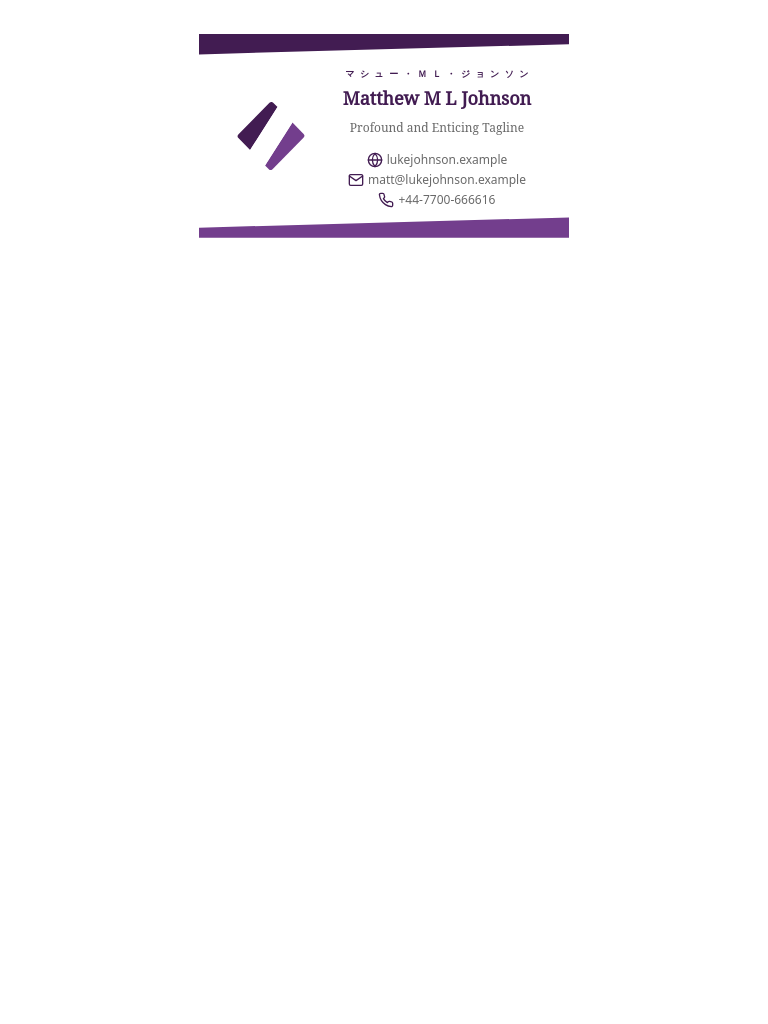 マシュー・ＭＬ・ジョンソン
Matthew M L Johnson
Profound and Enticing Tagline
lukejohnson.example
matt@lukejohnson.example
+44-7700-666616